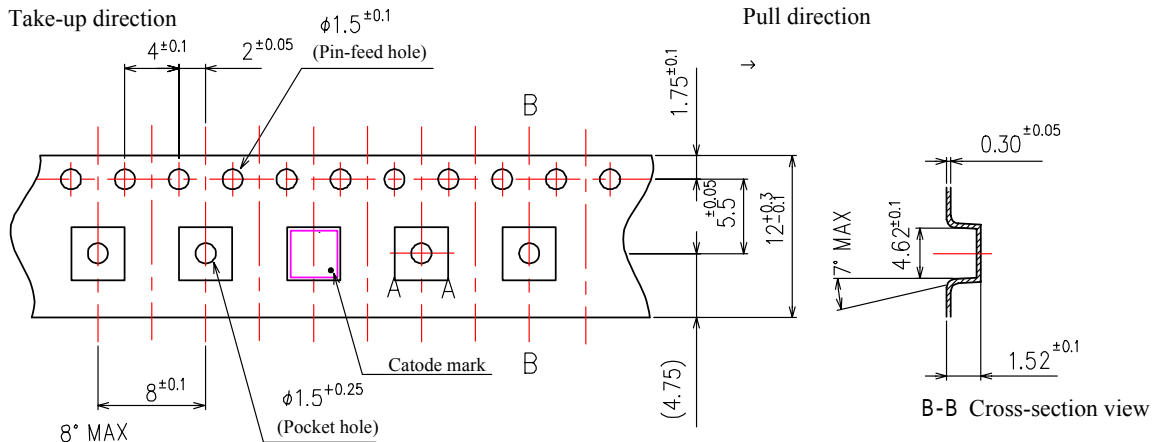 Take-up direction
Pull direction
φ1.5±0.1
(Pin-feed hole)
4±0.1
2±0.05
→
1.75±0.1
B
0.30±0.05
5.5±0.05
12+0.3-0.1
7° MAX
4.62±0.1
A A
Catode mark
B
(4.75)
1.52±0.1
8±0.1
φ1.5+0.25
(Pocket hole)
8° MAX
B-B Cross-section view